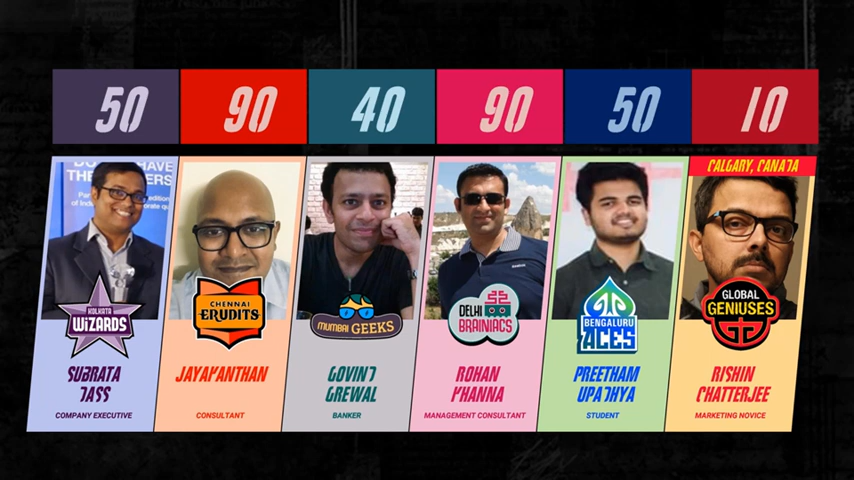 50 90 40 90 50 10
CALGARY, CANADA
HAVE
KOLKATA
WiZARDS
CHENNAI
ERUDITS
MUMBAI GEEKS
DELHI
BRAINIACS
BENGALURU
ACES
GLOBAL
GENIUSES
SUBRATA
DASS
COMPANY EXECUTIVE
JAYAKANTHAN
CONSULTANT
GOVIND
GREWAL
BANKER
ROHAN
KHANNA
MANAGEMENT CONSULTANT
PREETHAM
UPADHYA
STUDENT
RISHIN
CHATTERJEE
MARKETING NOVICE